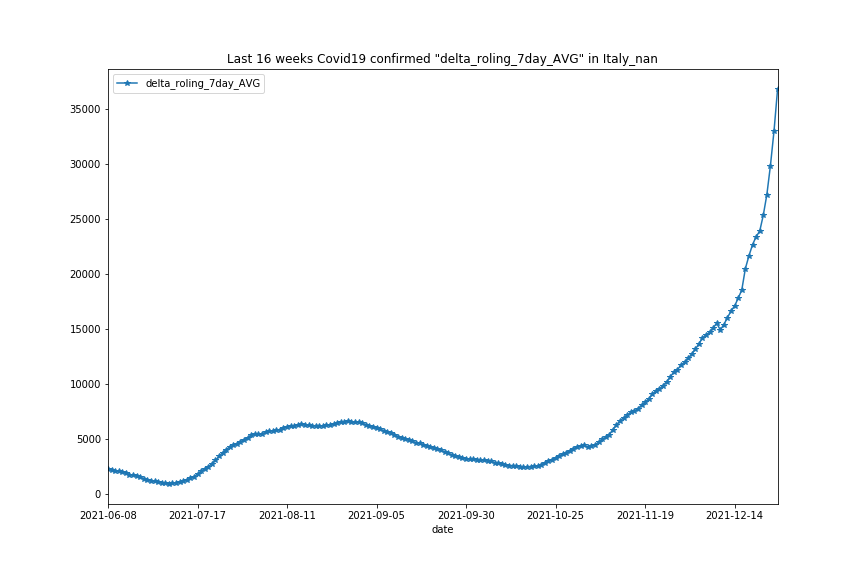 Last 16 weeks Covid19 confirmed "delta_roling_7day_AVG" in Italy_nan
delta_roling_7day_AVG
35000
30000
25000
20000
15000
10000
5000
0
2021-06-08 2021-07-17 2021-08-11 2021-09-05 2021-09-30 2021-10-25 2021-11-19 2021-12-14
date